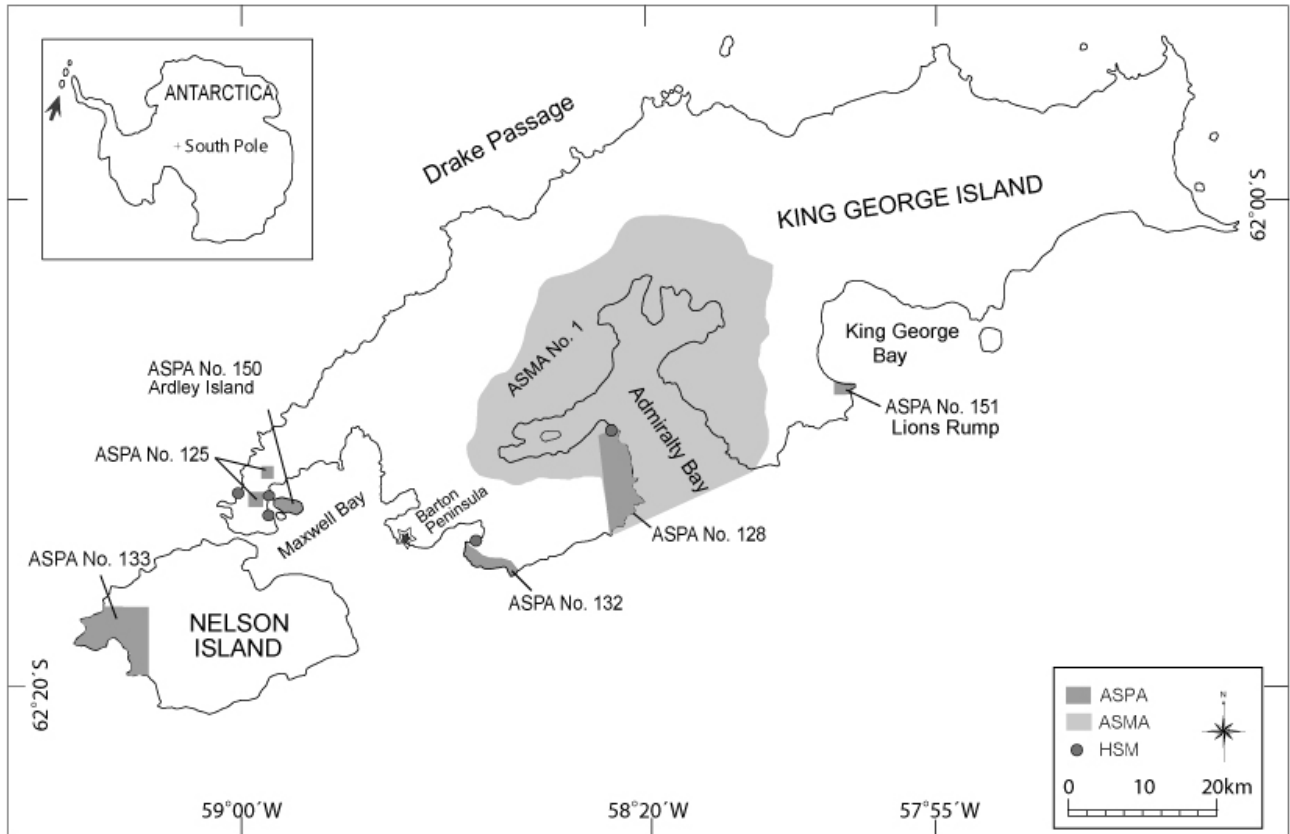 ANTARCTICA
+ South Pole
Drake Passage
KING GEORGE ISLAND
62°00´S
ASMA No. 1
King George
Bay
ASPA No. 150
Ardley Island
Admiralty Bay
ASPA No. 151
Lions Rump
ASPA No. 125
Maxwell Bay
Barton
Peninsula
ASPA No. 128
ASPA No. 133
ASPA No. 132
NELSON
ISLAND
62°20´S
ASPA
ASMA
HSM
N
0 10 20km
59°00´W
58°20´W
57°55´W